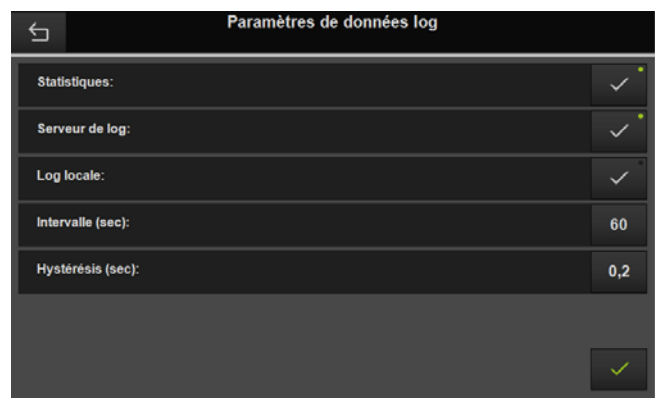 Paramètres de données log
Statistiques:
Serveur de log:
Log locale:
Intervalle (sec): 60
Hystérésis (sec): 0,2